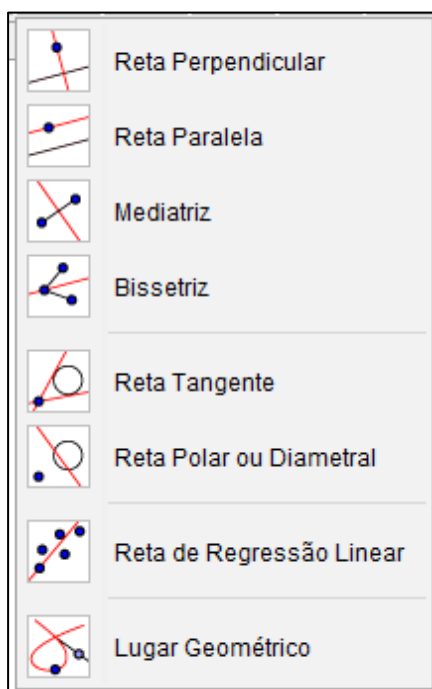 Reta Perpendicular
Reta Paralela
Mediatriz
Bissetriz
Reta Tangente
Reta Polar ou Diametral
Reta de Regressão Linear
Lugar Geométrico